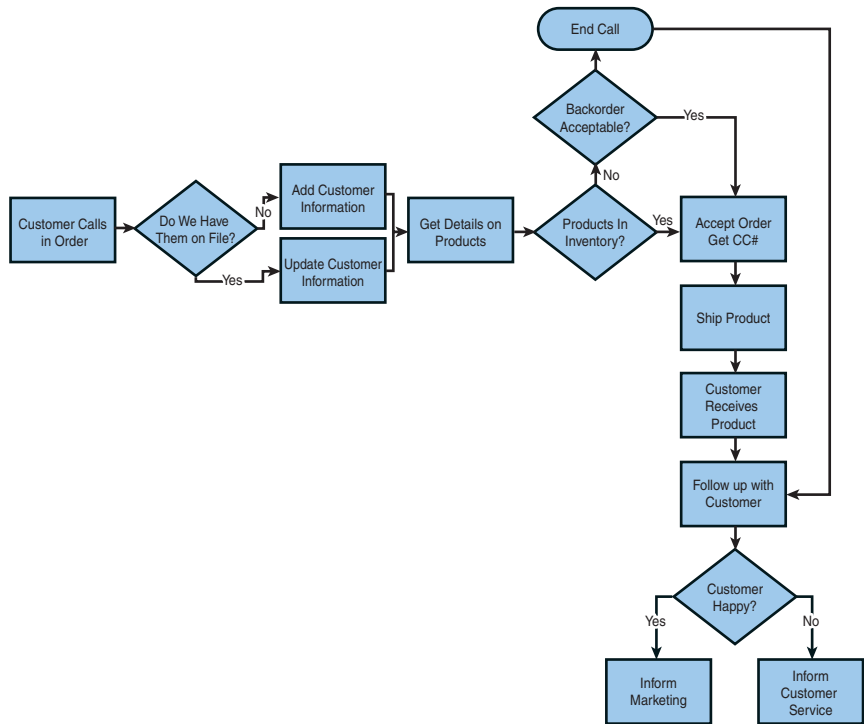 End Call
Backorder
Acceptable?
Yes
No
Customer Calls
in Order
Do We Have
Them on File?
No
Yes
Add Customer
Information
Update Customer
Information
Get Details on
Products
Products In
Inventory?
Yes
Accept Order
Get CC#
Ship Product
Customer
Receives
Product
Follow up with
Customer
Customer
Happy?
Yes
No
Inform
Marketing
Inform
Customer
Service